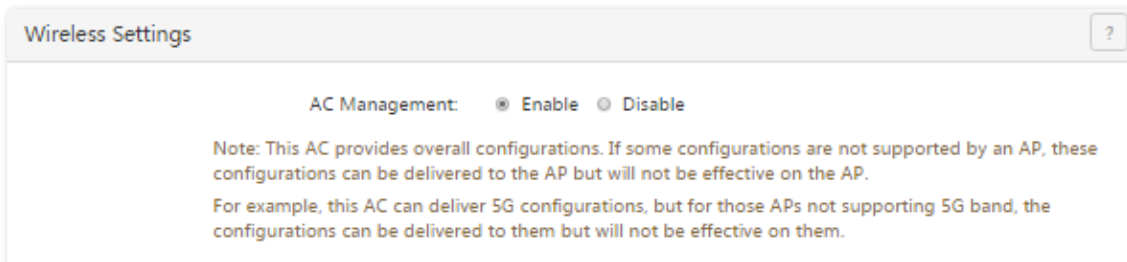 Wireless Settings
?
AC Management: Enable Disable
Note: This AC provides overall configurations. If some configurations are not supported by an AP, these
configurations can be delivered to the AP but will not be effective on the AP.
For example, this AC can deliver 5G configurations, but for those APs not supporting 5G band, the
configurations can be delivered to them but will not be effective on them.